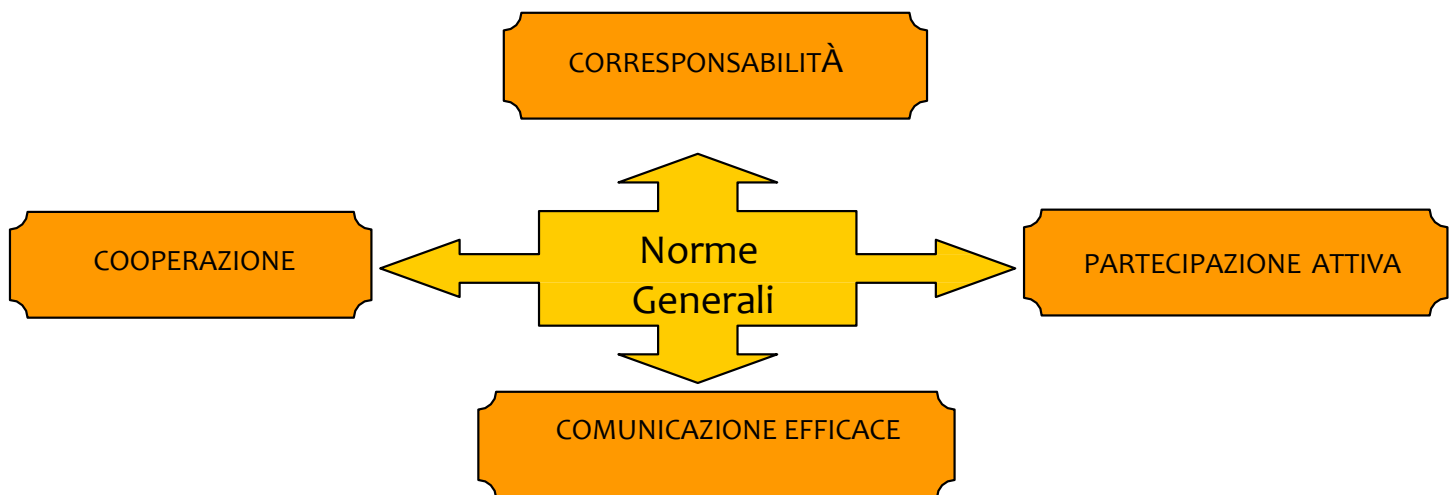 CORRESPONSABILITÀ
COOPERAZIONE
Norme
Generali
PARTECIPAZIONE ATTIVA
COMUNICAZIONE EFFICACE